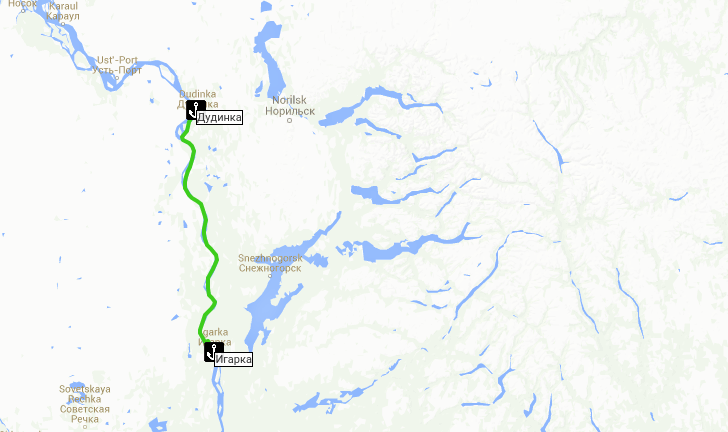 Носок
Karaul
Караул
Ust'-Port
Усть-Порт
Dudinka
Дудинка
Norilsk
Норильск
Snezhnogorsk
Снежногорск
Игарка
Sovetskaya
Rechka
Советская
Речка